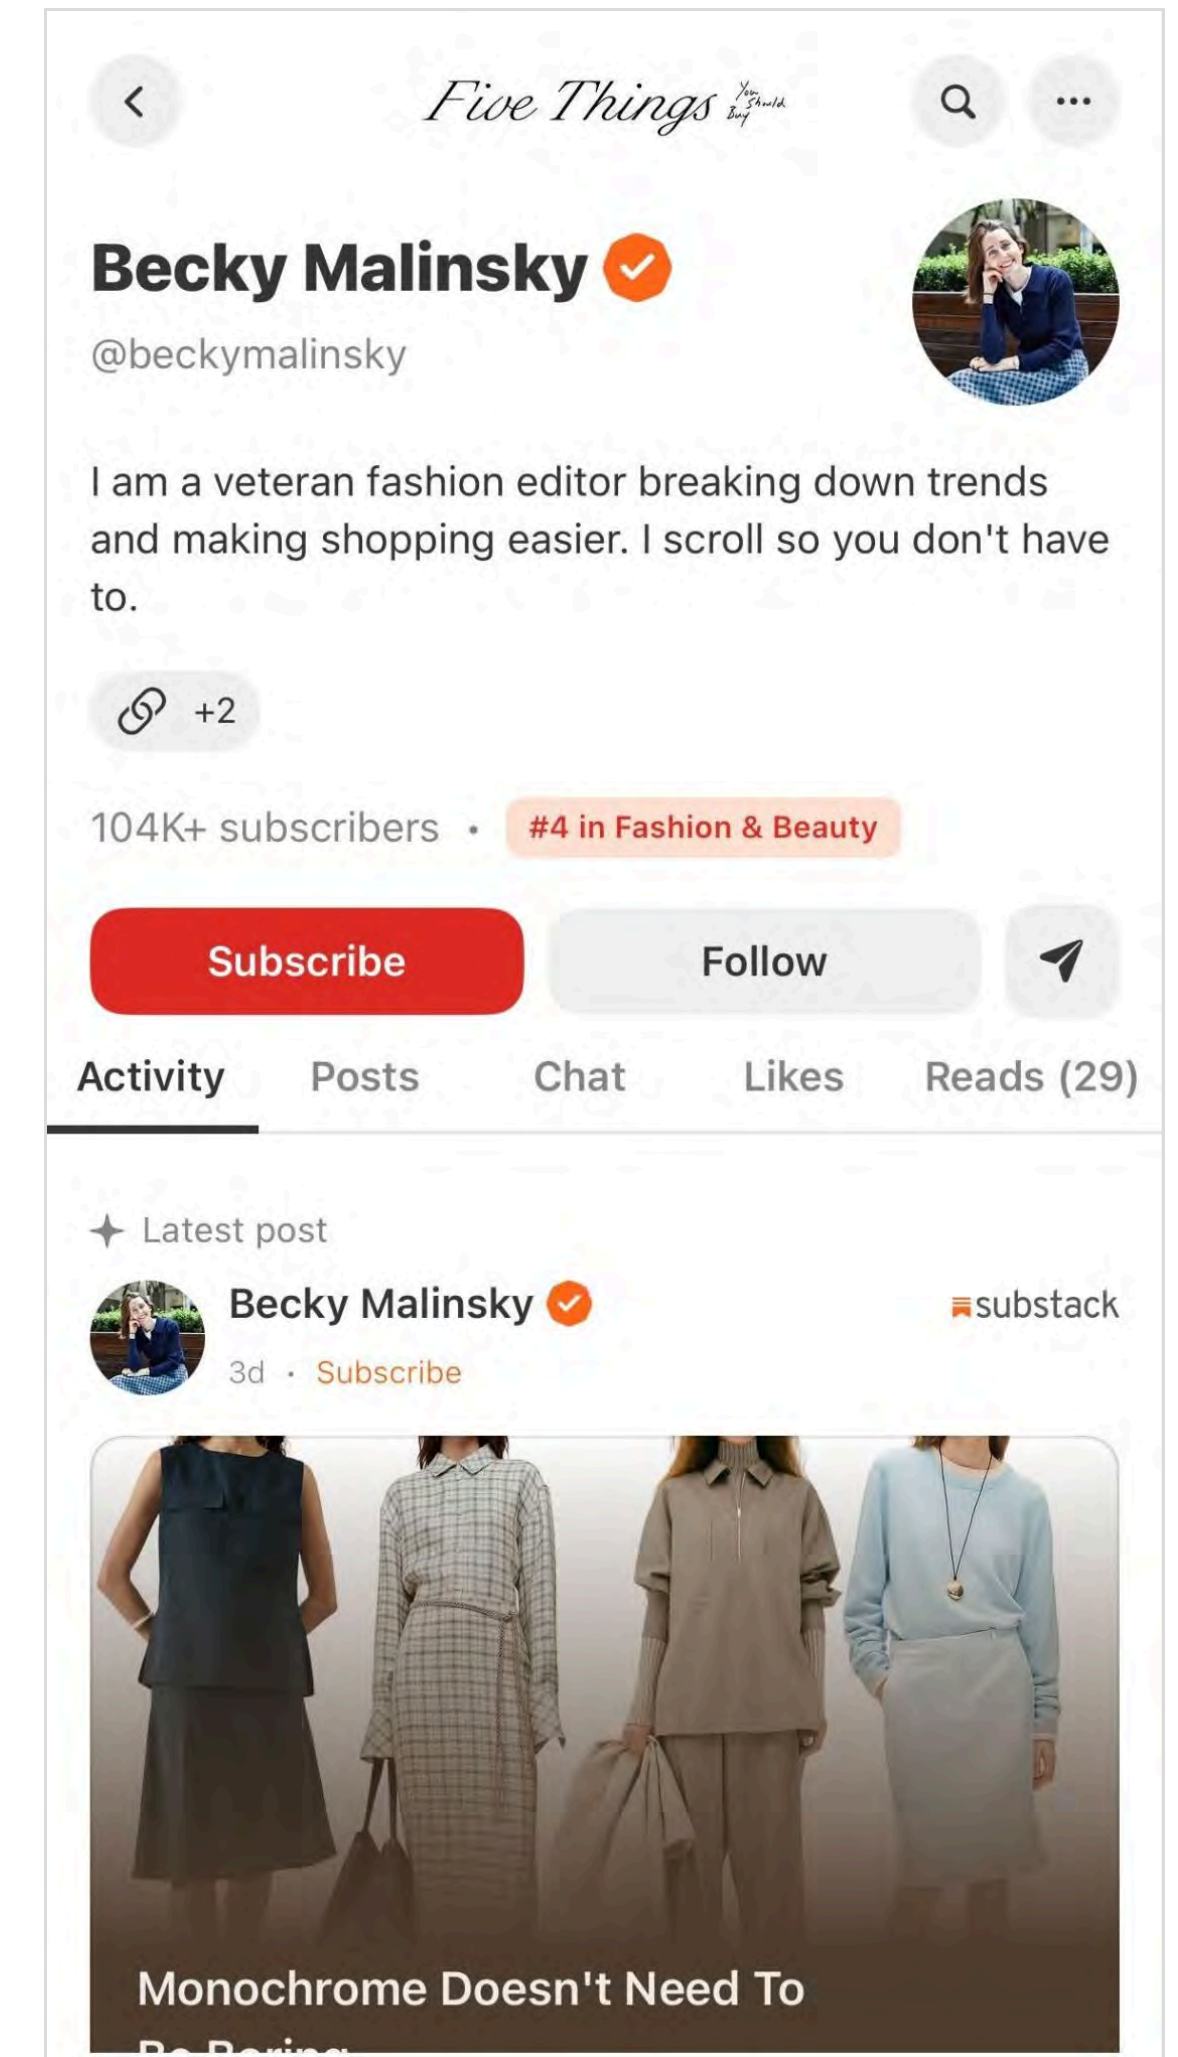 Five Things You Should Buy
Becky Malinsky
@beckymalinsky
I am a veteran fashion editor breaking down trends
and making shopping easier. I scroll so you don't have
to.
+2
104K+ subscribers · #4 in Fashion & Beauty
Subscribe Follow
Activity Posts Chat Likes Reads (29)
Latest post
Becky Malinsky substack
3d · Subscribe
Monochrome Doesn't Need To
Be Boring